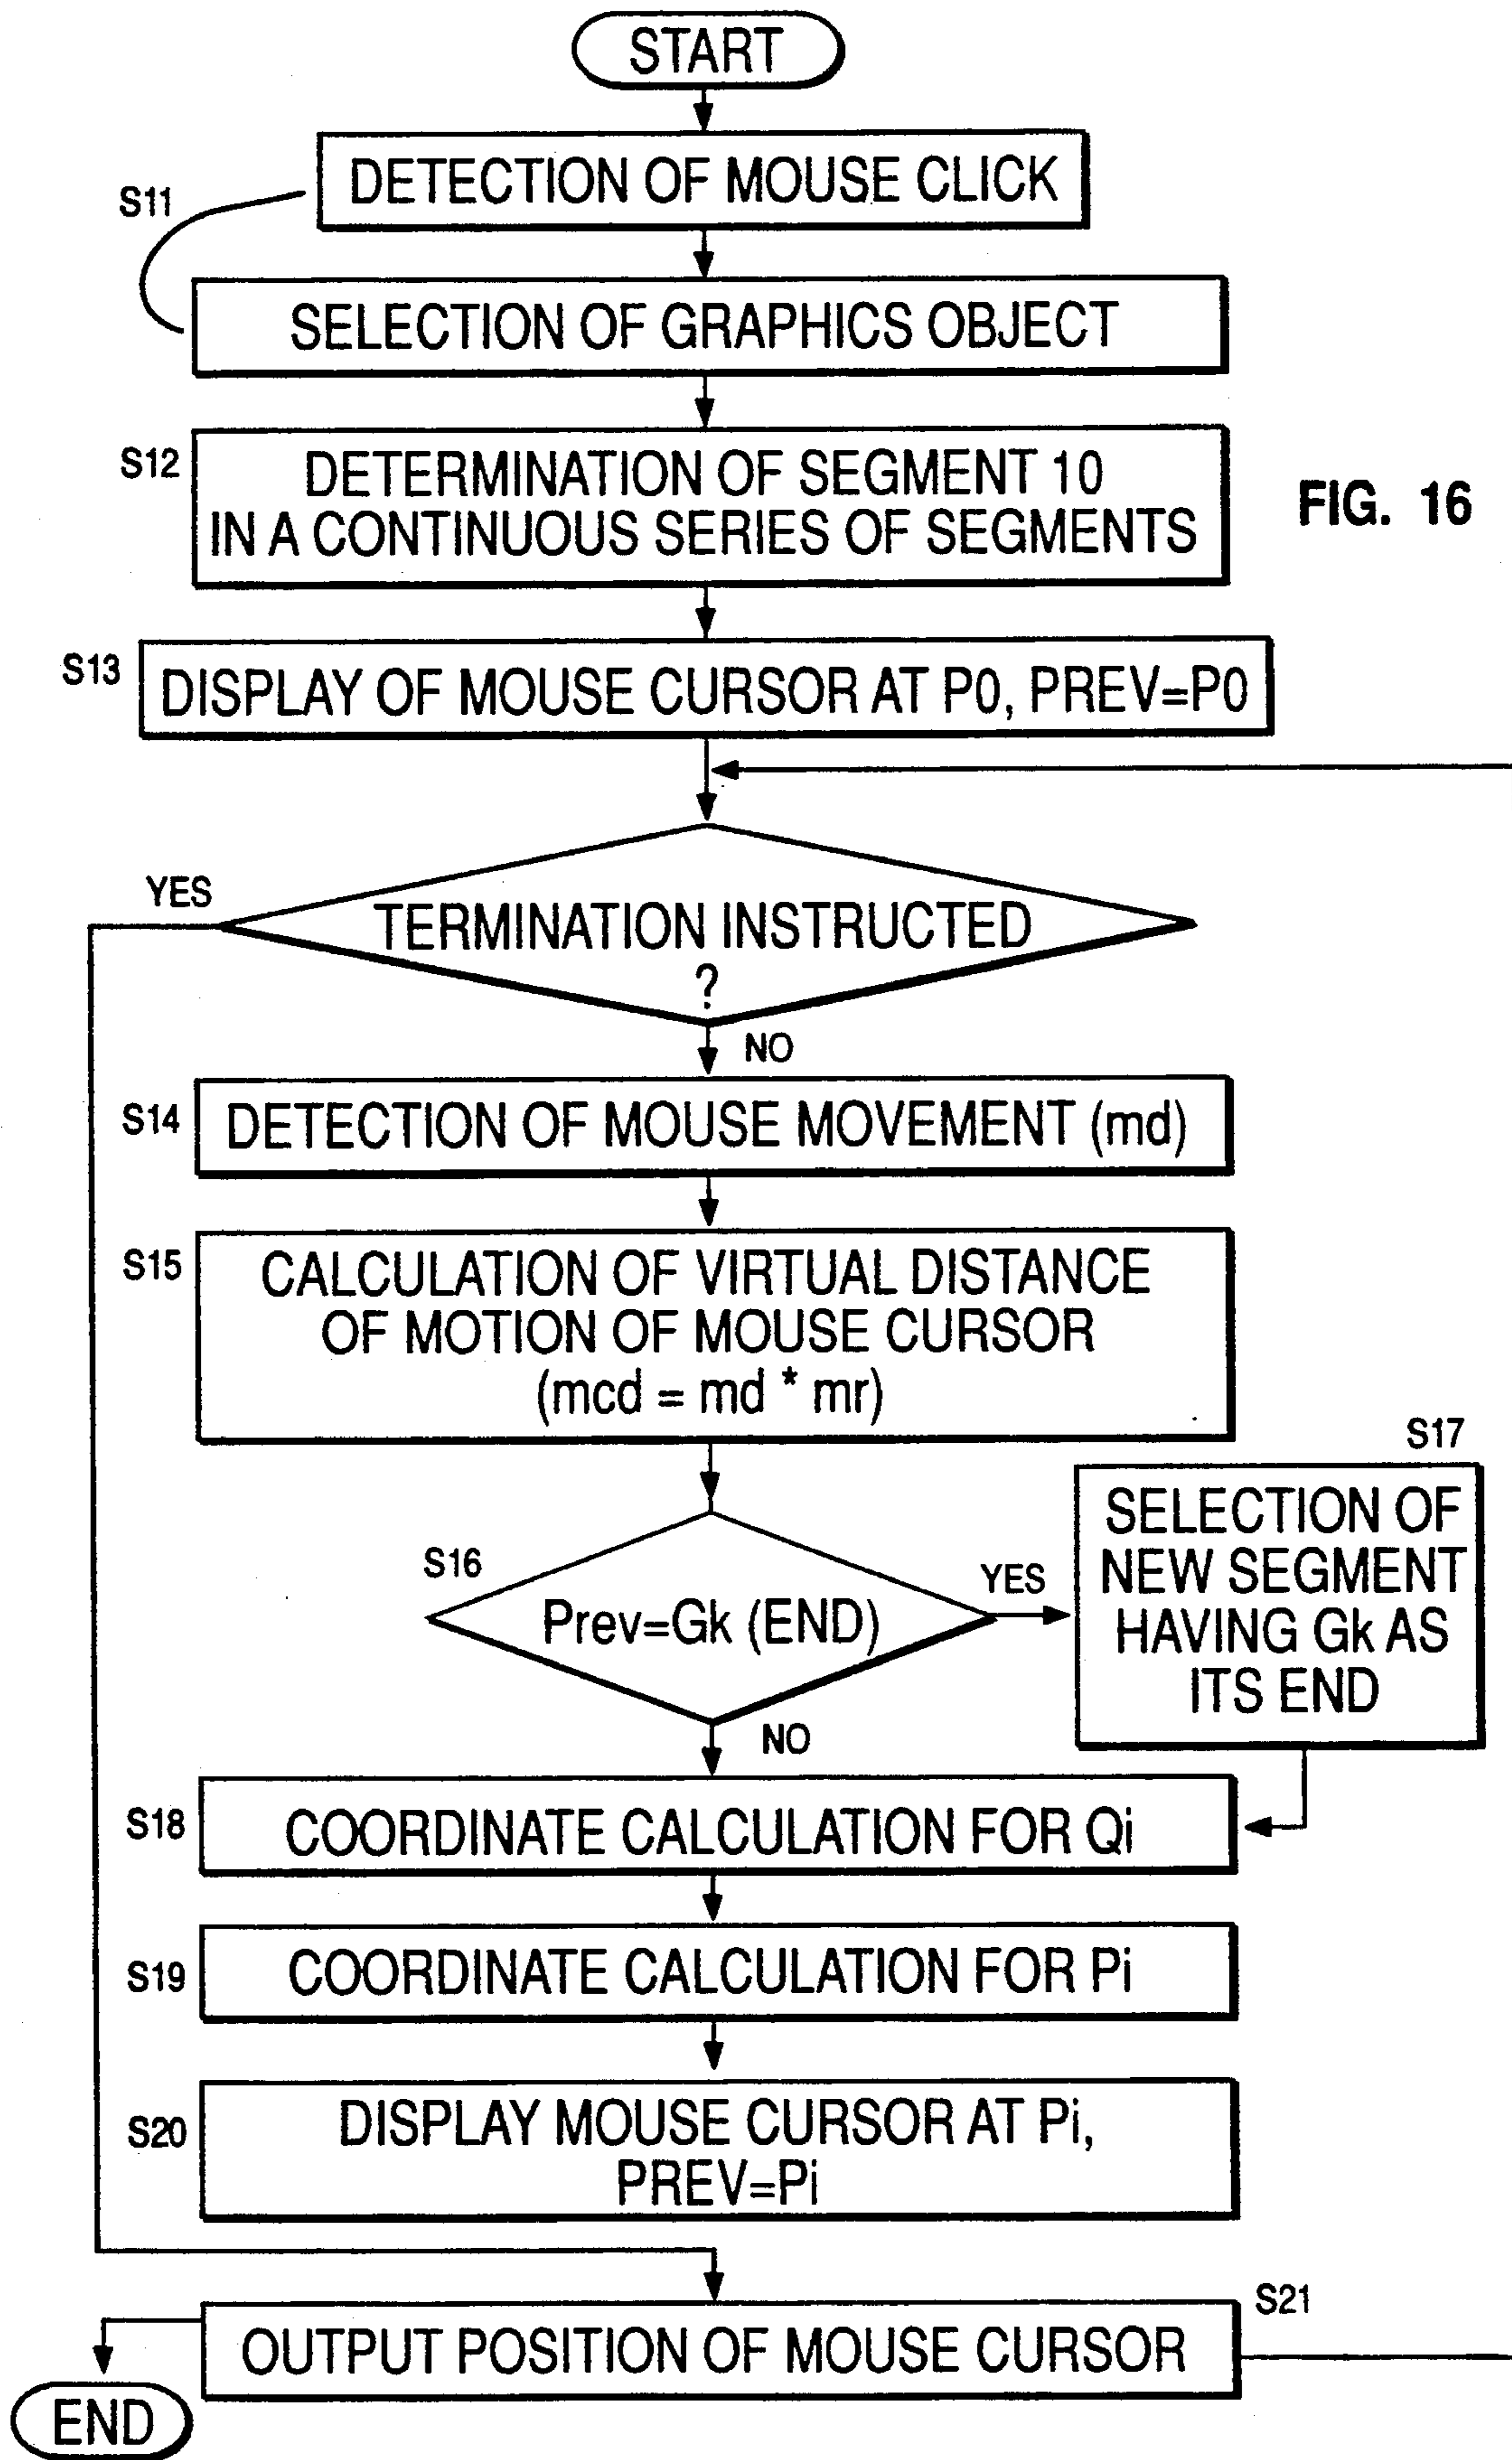 START
DETECTION OF MOUSE CLICK
S11
SELECTION OF GRAPHICS OBJECT
S12
DETERMINATION OF SEGMENT 10
IN A CONTINUOUS SERIES OF SEGMENTS
FIG. 16
S13
DISPLAY OF MOUSE CURSOR AT P0, PREV=P0
YES
TERMINATION INSTRUCTED
?
NO
S14
DETECTION OF MOUSE MOVEMENT (md)
S15
CALCULATION OF VIRTUAL DISTANCE
OF MOTION OF MOUSE CURSOR
(mcd = md * mr)
S16
Prev=Gk (END)
YES
S17
SELECTION OF
NEW SEGMENT
HAVING Gk AS
ITS END
NO
S18
COORDINATE CALCULATION FOR Qi
S19
COORDINATE CALCULATION FOR Pi
S20
DISPLAY MOUSE CURSOR AT Pi,
PREV=Pi
S21
OUTPUT POSITION OF MOUSE CURSOR
END